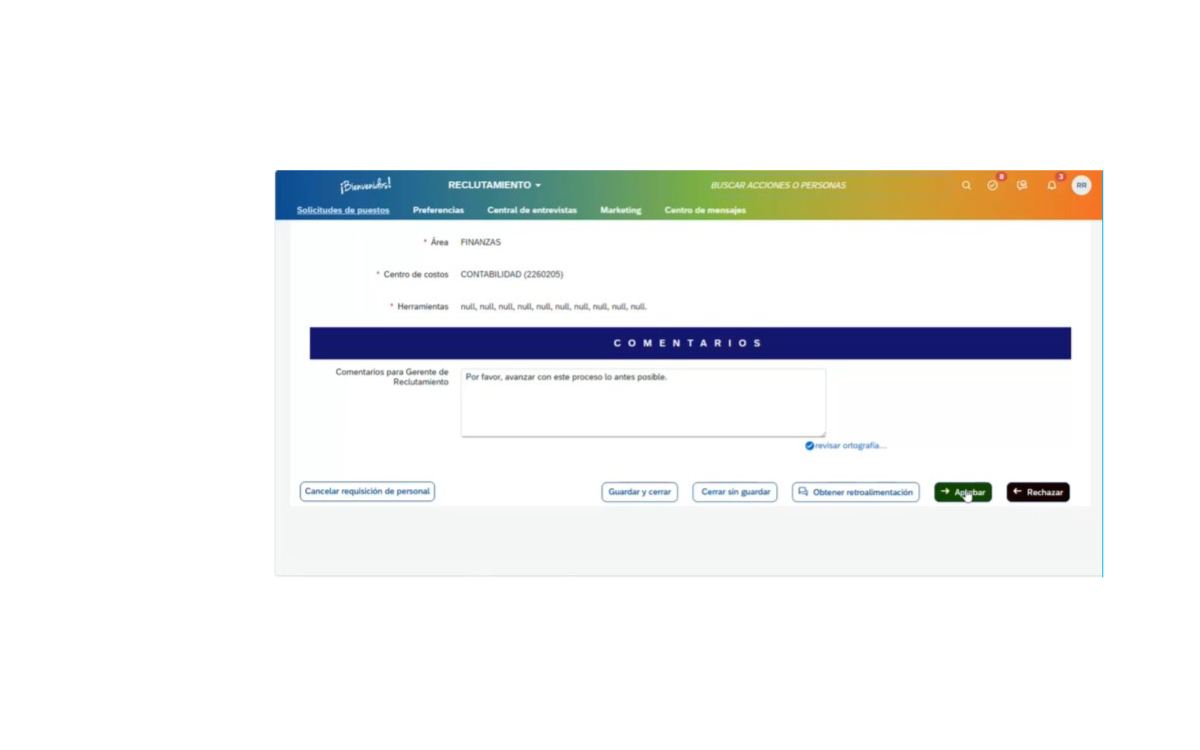 ¡Bienvenidos!
RECLUTAMIENTO
BUSCAR ACCIONES O PERSONAS
8
3
RR
Solicitudes de puestos Preferencias Central de entrevistas Marketing Centro de mensajes
* Área FINANZAS
* Centro de costos CONTABILIDAD (2260205)
* Herramientas null, null, null, null, null, null, null, null, null, null.
COMENTARIOS
Comentarios para Gerente de
Reclutamiento
Por favor, avanzar con este proceso lo antes posible.
revisar ortografía...
Cancelar requisición de personal Guardar y cerrar Cerrar sin guardar Obtener retroalimentación Aprobar Rechazar